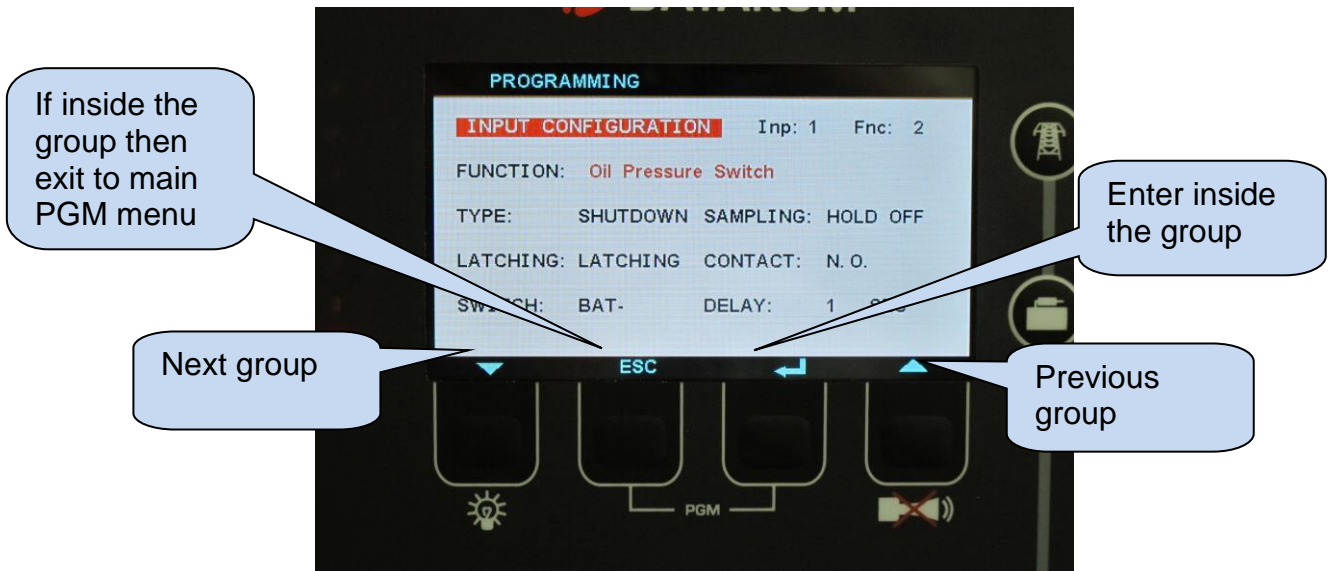 PROGRAMMING
If inside the
group then
exit to main
PGM menu
INPUT CONFIGURATION Inp: 1 Fnc: 2
FUNCTION: Oil Pressure Switch
TYPE: SHUTDOWN SAMPLING: HOLD OFF
LATCHING: LATCHING CONTACT: N.O.
BAT- DELAY: 1
Enter inside
the group
Next group
ESC
Previous
group
PGM